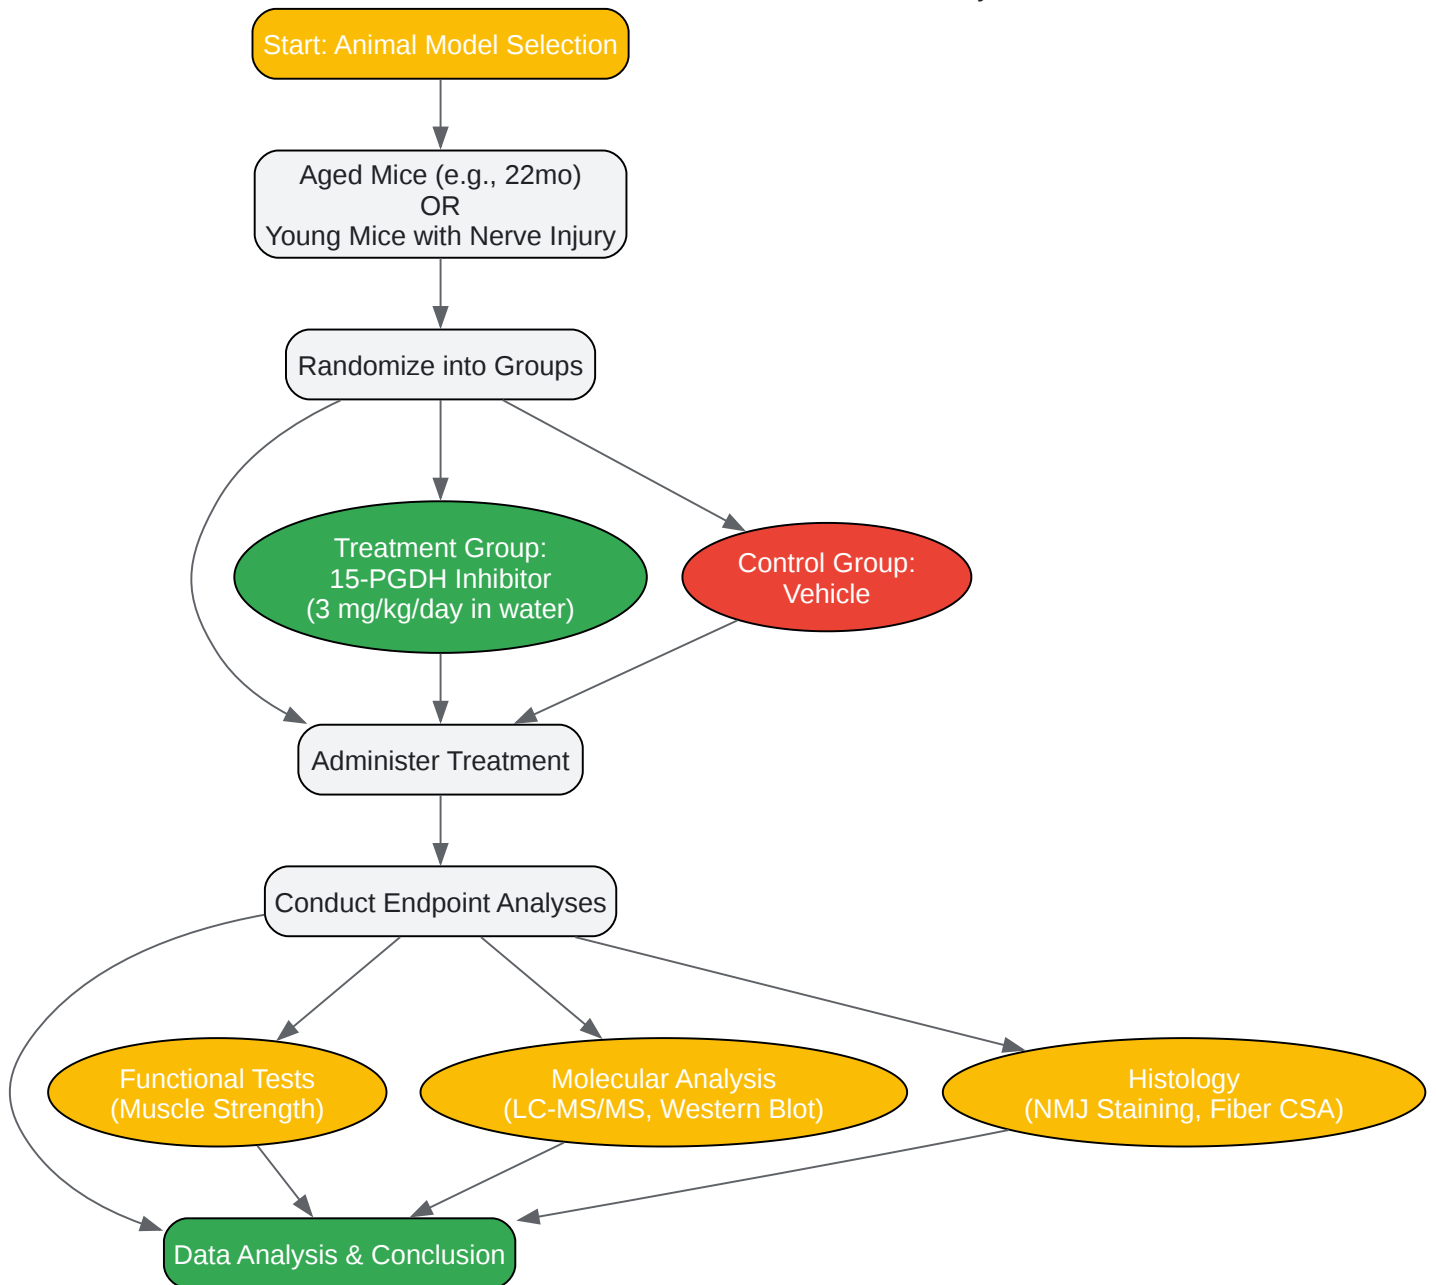 Start: Animal Model Selection
Aged Mice (e.g., 22mo)
OR
Young Mice with Nerve Injury
Randomize into Groups
Treatment Group:
15-PGDH Inhibitor
(3 mg/kg/day in water)
Control Group:
Vehicle
Administer Treatment
Conduct Endpoint Analyses
Functional Tests
(Muscle Strength)
Molecular Analysis
(LC-MS/MS, Western Blot)
Histology
(NMJ Staining, Fiber CSA)
Data Analysis & Conclusion